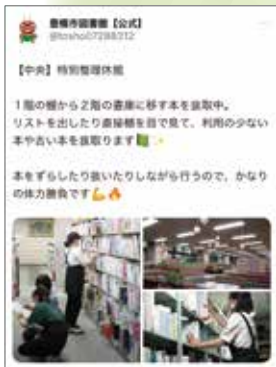 豊橋市図書館【公式】
@tosho07288312
【中央】特別整理休館
1階の棚から2階の書庫に移す本を抜取中。
リストを出したり直接棚を目で見て、利用の少ない
本や古い本を抜取ります📗✨
本をずらしたり抜いたりしながら行うので、かなり
の体力勝負です💪🔥